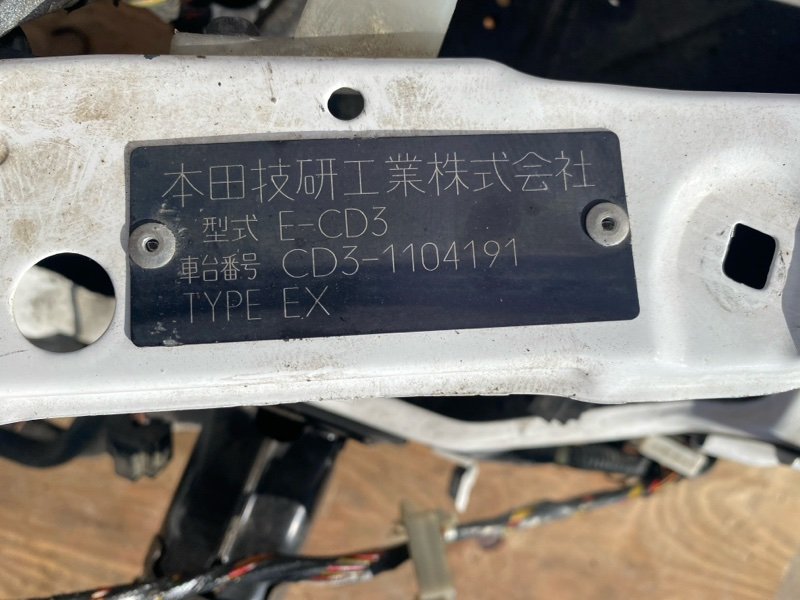 本田技研工業株式会社
型式 E-CD3
車台番号 CD3-1104191
TYPE EX